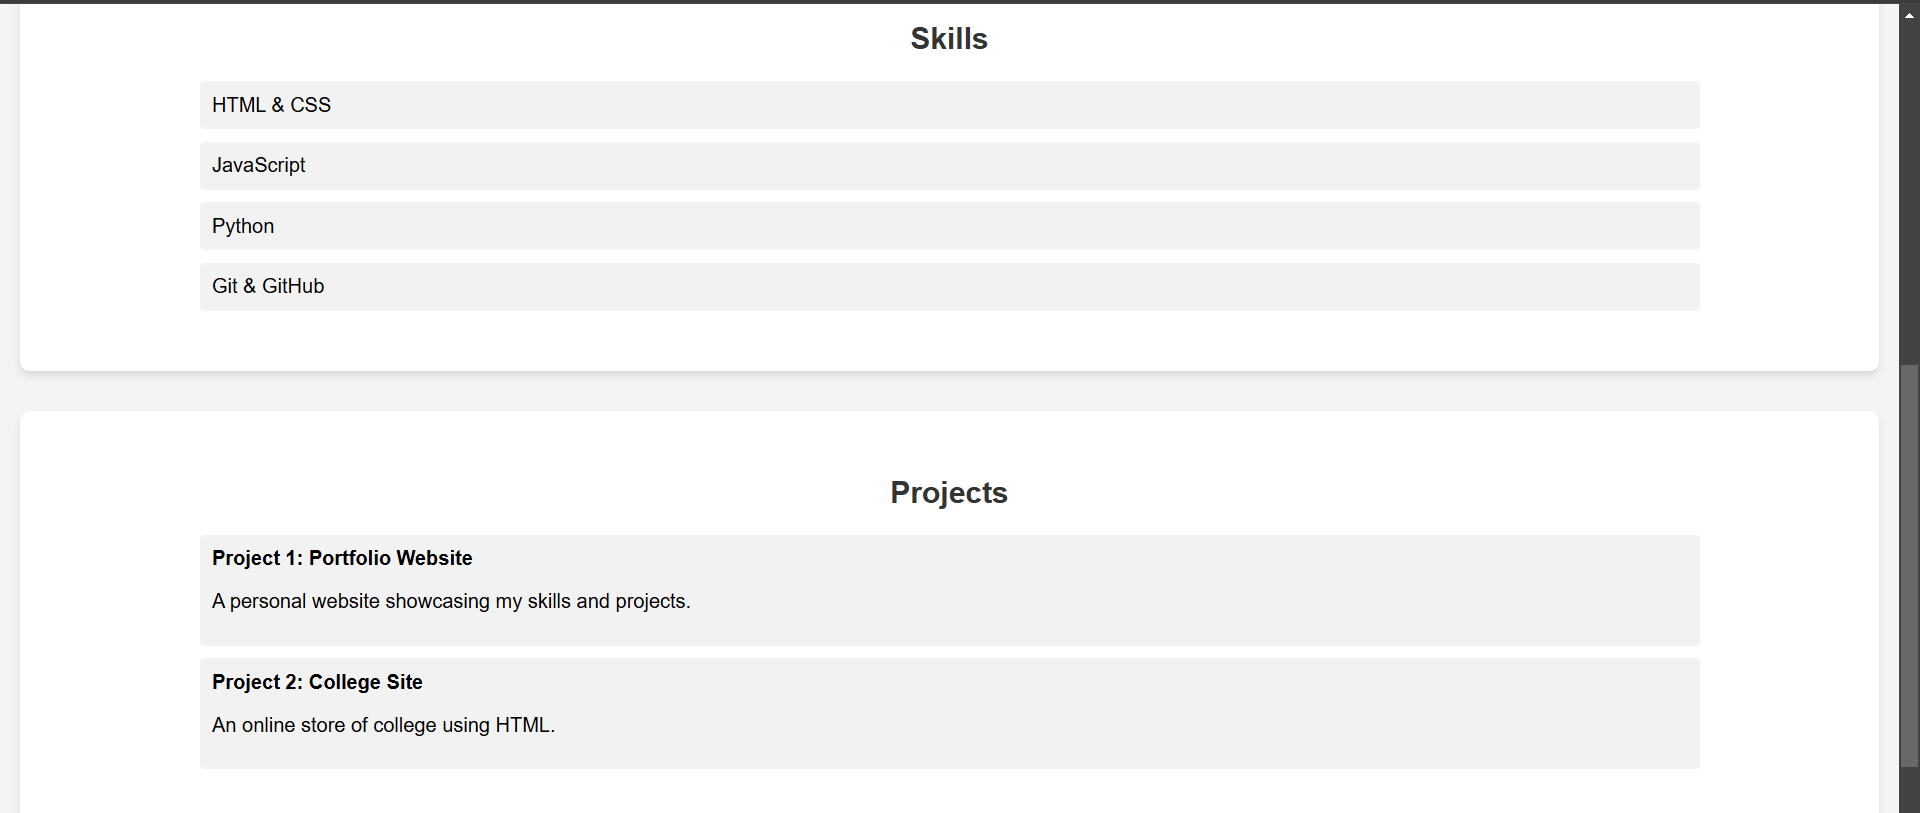 Skills
HTML & CSS
JavaScript
Python
Git & GitHub
Projects
Project 1: Portfolio Website
A personal website showcasing my skills and projects.
Project 2: College Site
An online store of college using HTML.